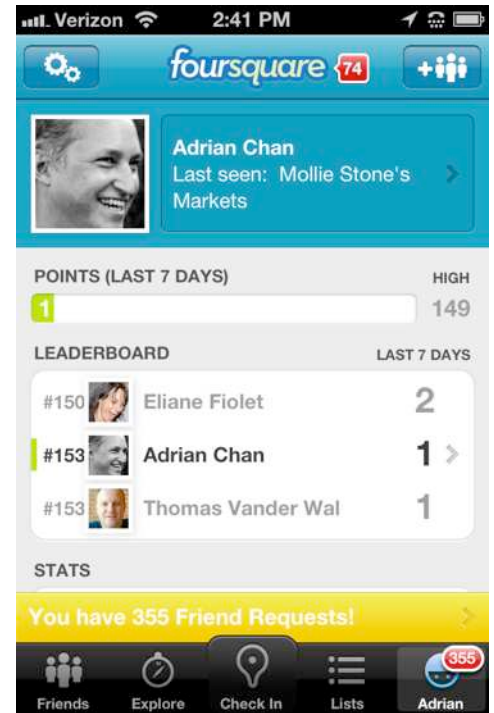 Verizon 2:41 PM
foursquare 74
+
Adrian Chan
Last seen: Mollie Stone's
Markets
POINTS (LAST 7 DAYS) HIGH
1 149
LEADERBOARD LAST 7 DAYS
#150 Eliane Fiolet 2
#153 Adrian Chan 1
#153 Thomas Vander Wal 1
STATS
You have 355 Friend Requests!
355
Friends Explore Check In Lists Adrian